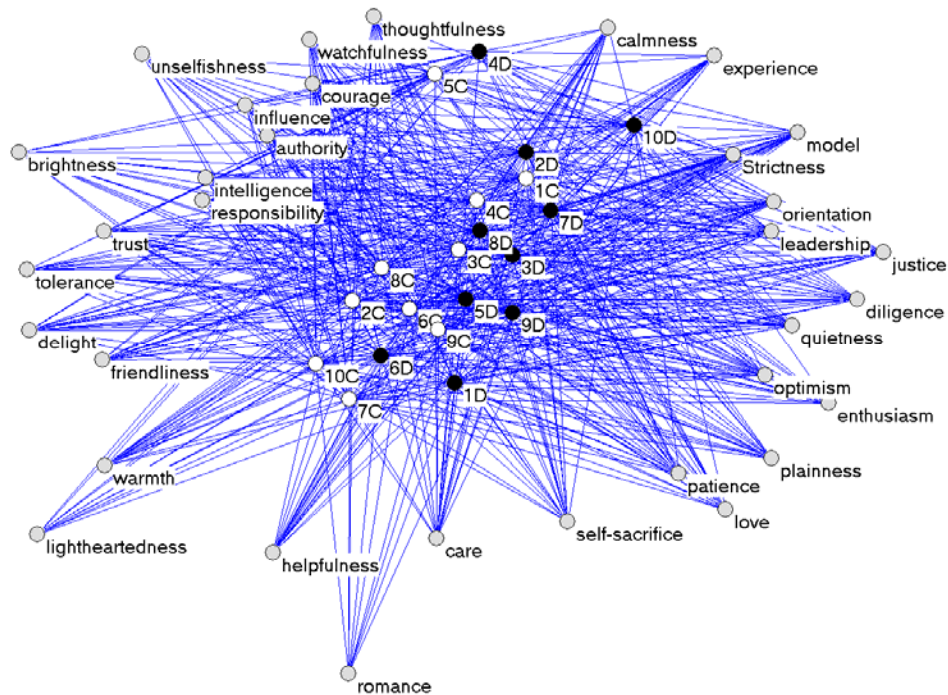 thoughtfulness
calmness
watchfulness
4D
unselfishness
experience
5C
courage
influence
10D
model
authority
brightness
2D
Strictness
intelligence
1C
responsibility
4C
7D
orientation
trust
8D
leadership
3C
3D
justice
tolerance
8C
2C
6C
5D
9D
diligence
delight
9C
quietness
friendliness
10C
6D
1D
optimism
7C
enthusiasm
warmth
plainness
patience
love
lightheartedness
self-sacrifice
helpfulness
care
romance